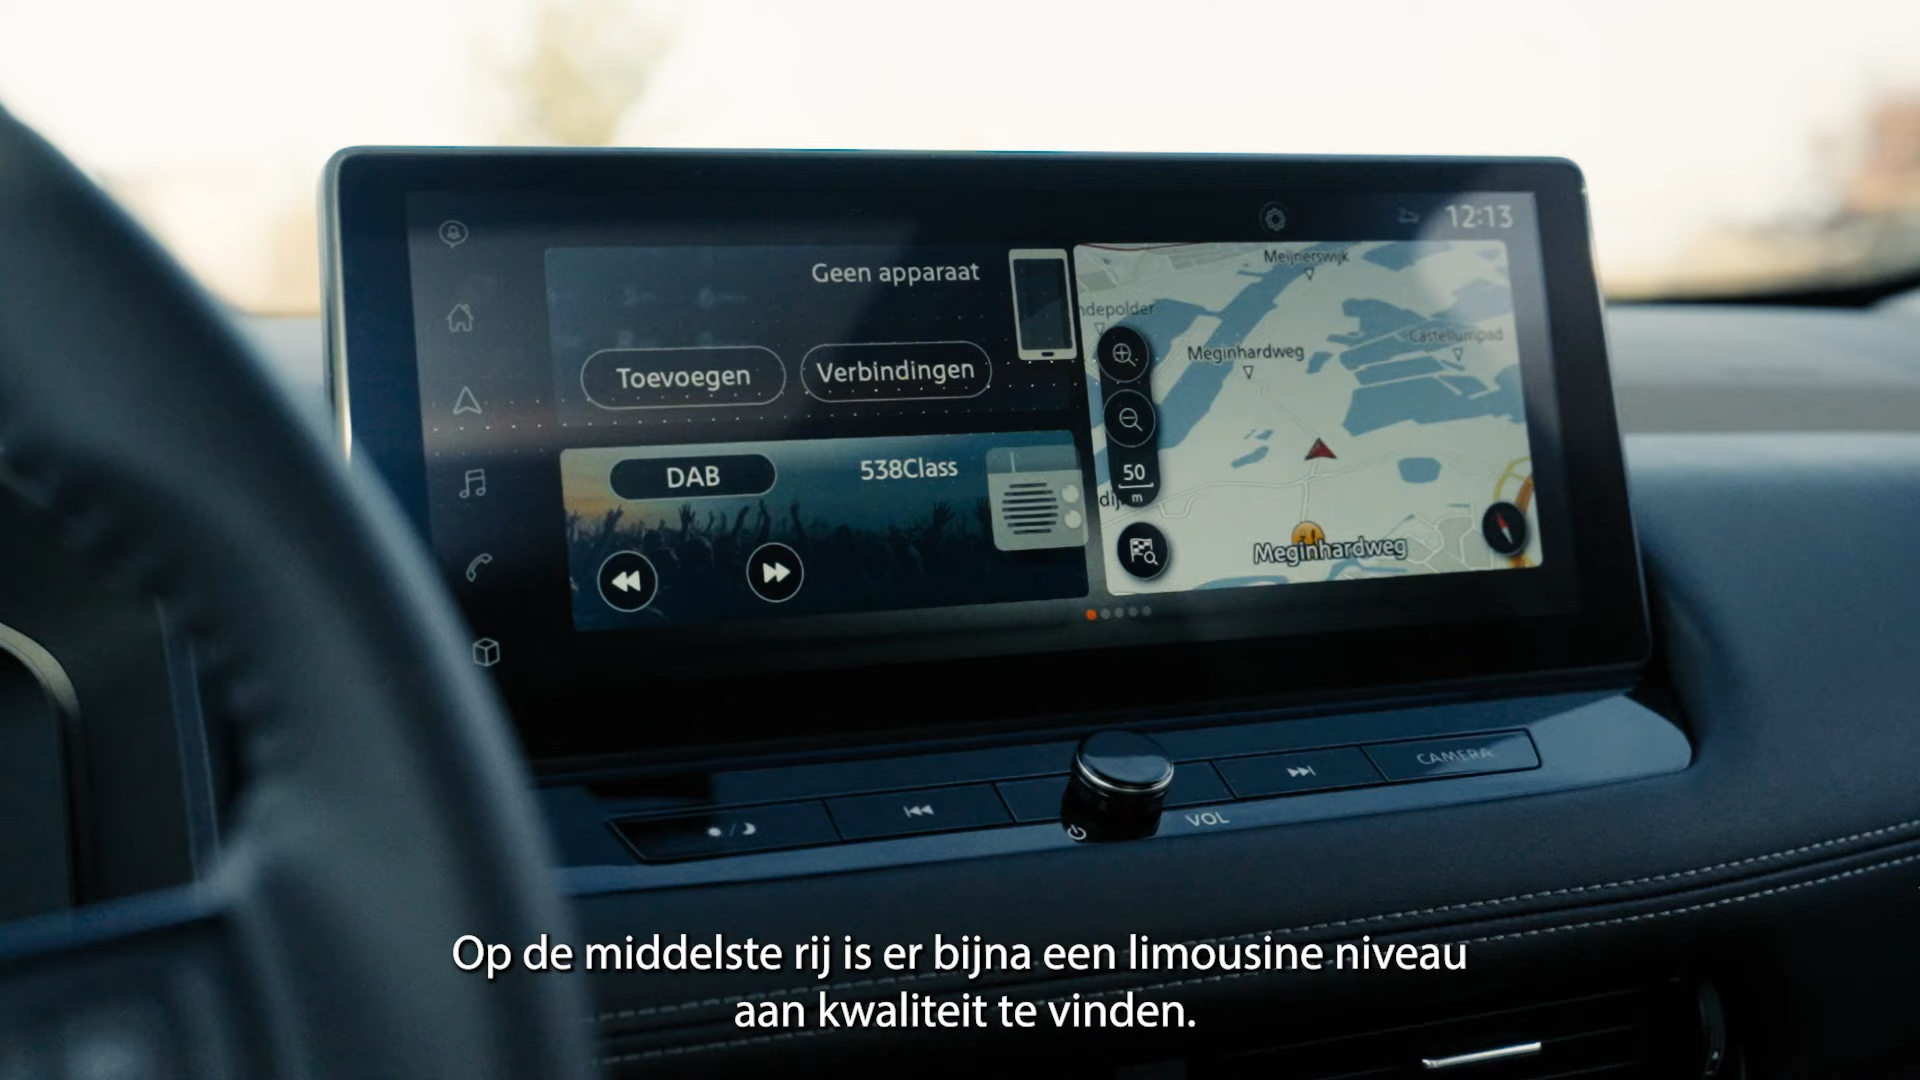 12:13
Geen apparaat
Toevoegen
Verbindingen
DAB
538Class
Meijnerswijk
ndepolder
Meginhardweg
Castellumpad
50
m
dij
Meginhardweg
VOL
CAMERA
Op de middelste rij is er bijna een limousine niveau
aan kwaliteit te vinden.